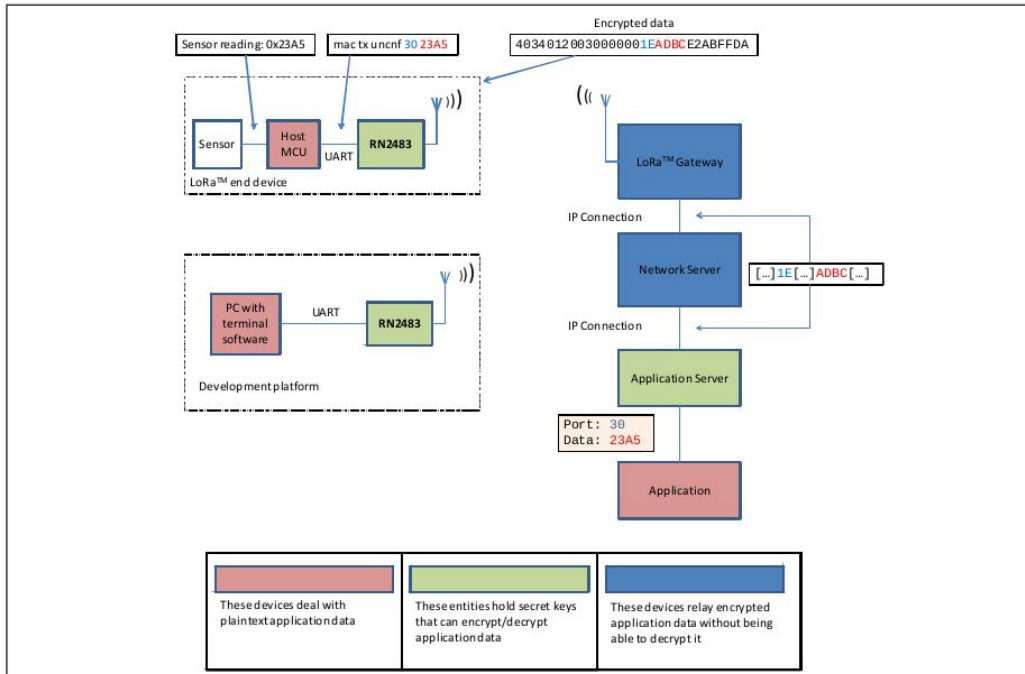 Encrypted data
Sensor reading: 0x23A5
mac tx uncnf 30 23A5
40340120030000001EADBCE2ABFFDA
Sensor
Host
MCU
UART
RN2483
LoRa™ end device
LoRa™ Gateway
IP Connection
Network Server
[…]1E[…]ADBC[…]
IP Connection
PC with
terminal
software
UART
RN2483
Development platform
Application Server
Port: 30
Data: 23A5
Application
These devices deal with
plaintext application data
These entities hold secret keys
that can encrypt/decrypt
application data
These devices relay encrypted
application data without being
able to decrypt it